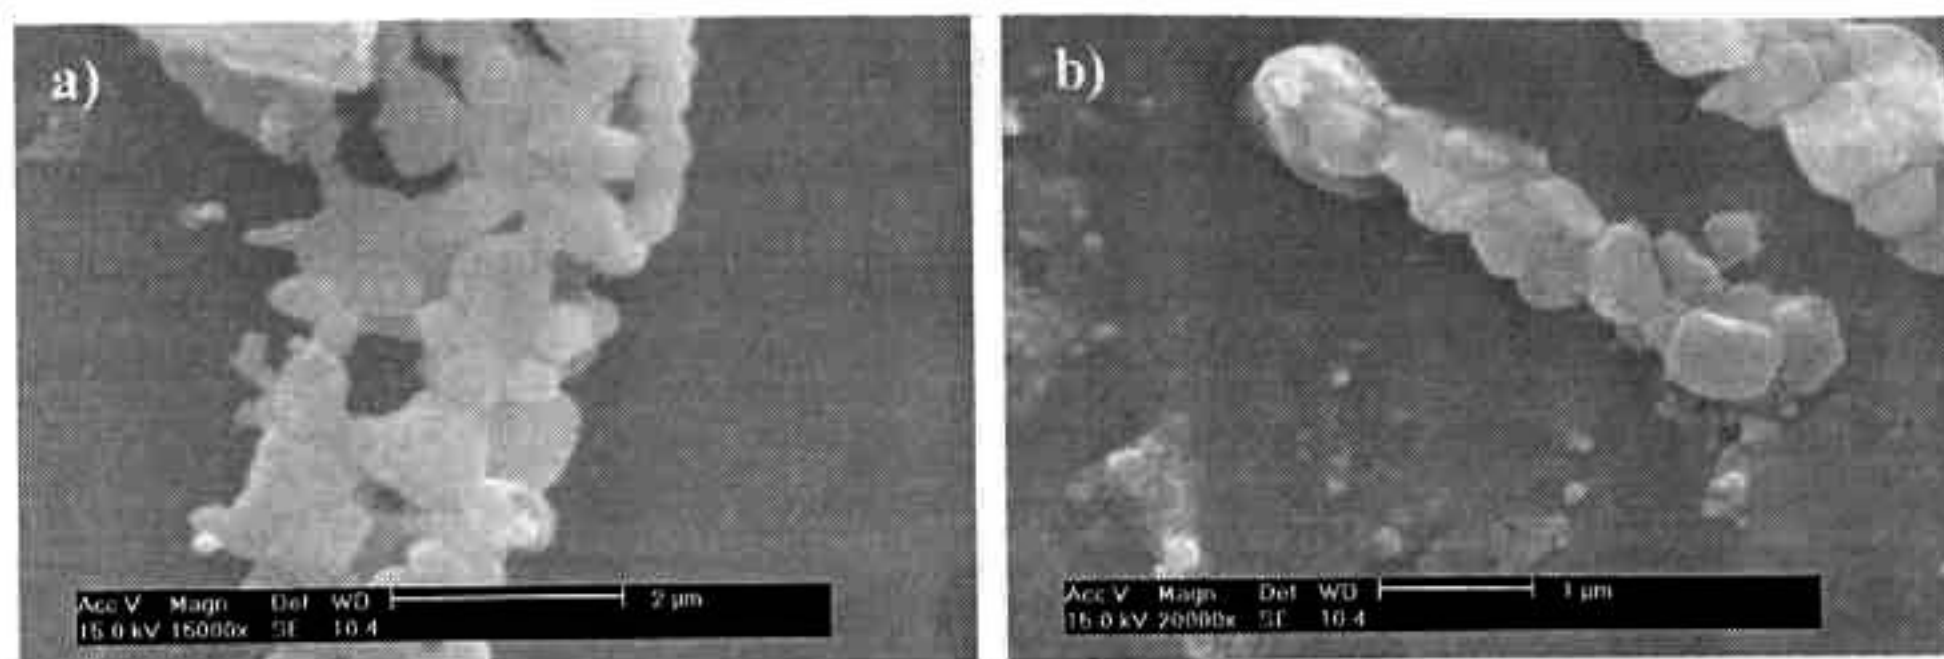 a)
Acc V Magn Det WD 2 µm
15.0 kV 15000x SE 10.4
b)
Acc V Magn Det WD 1 µm
15.0 kV 20000x SE 10.4